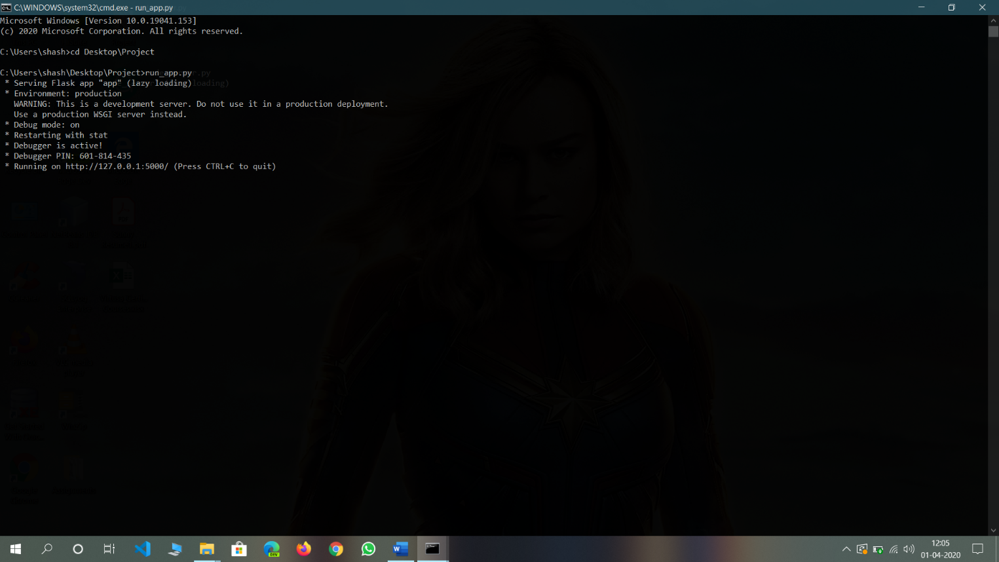 C:\WINDOWS\system32\cmd.exe - run_app.py
Microsoft Windows [Version 10.0.19041.153]
(c) 2020 Microsoft Corporation. All rights reserved.
C:\Users\shash>cd Desktop\Project
C:\Users\shash\Desktop\Project>run_app.py
* Serving Flask app "app" (lazy loading)
* Environment: production
WARNING: This is a development server. Do not use it in a production deployment.
Use a production WSGI server instead.
* Debug mode: on
* Restarting with stat
* Debugger is active!
* Debugger PIN: 601-814-435
* Running on http://127.0.0.1:5000/ (Press CTRL+C to quit)
DEV
12:05
01-04-2020